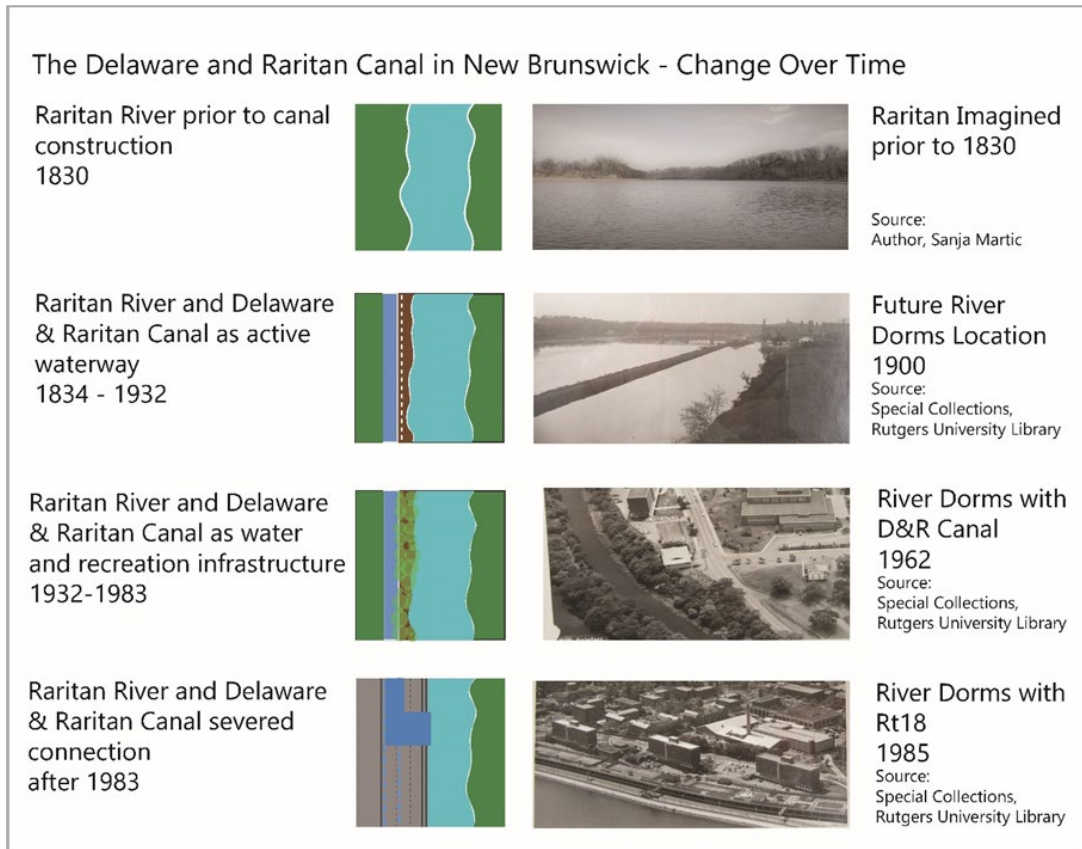 The Delaware and Raritan Canal in New Brunswick - Change Over Time
Raritan River prior to canal
construction
1830
Raritan Imagined
prior to 1830
Source:
Author, Sanja Martic
Raritan River and Delaware
& Raritan Canal as active
waterway
1834 - 1932
Future River
Dorms Location
1900
Source:
Special Collections,
Rutgers University Library
Raritan River and Delaware
& Raritan Canal as water
and recreation infrastructure
1932-1983
River Dorms with
D&R Canal
1962
Source:
Special Collections,
Rutgers University Library
Raritan River and Delaware
& Raritan Canal severed
connection
after 1983
River Dorms with
Rt18
1985
Source:
Special Collections,
Rutgers University Library